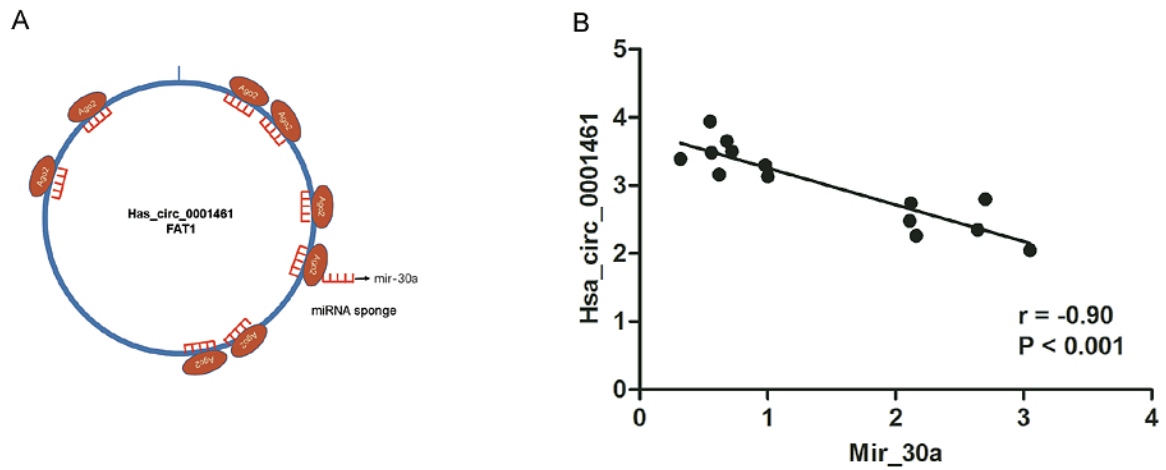 A
Ago2
Ago2
Ago2
Ago2
Ago2
Ago2
Ago2
Ago2
Has_circ_0001461
FAT1
mir-30a
miRNA sponge
B
Hsa_circ_0001461
5
4
3
2
1
0
r = -0.90
P < 0.001
0
1
2
3
4
Mir_30a